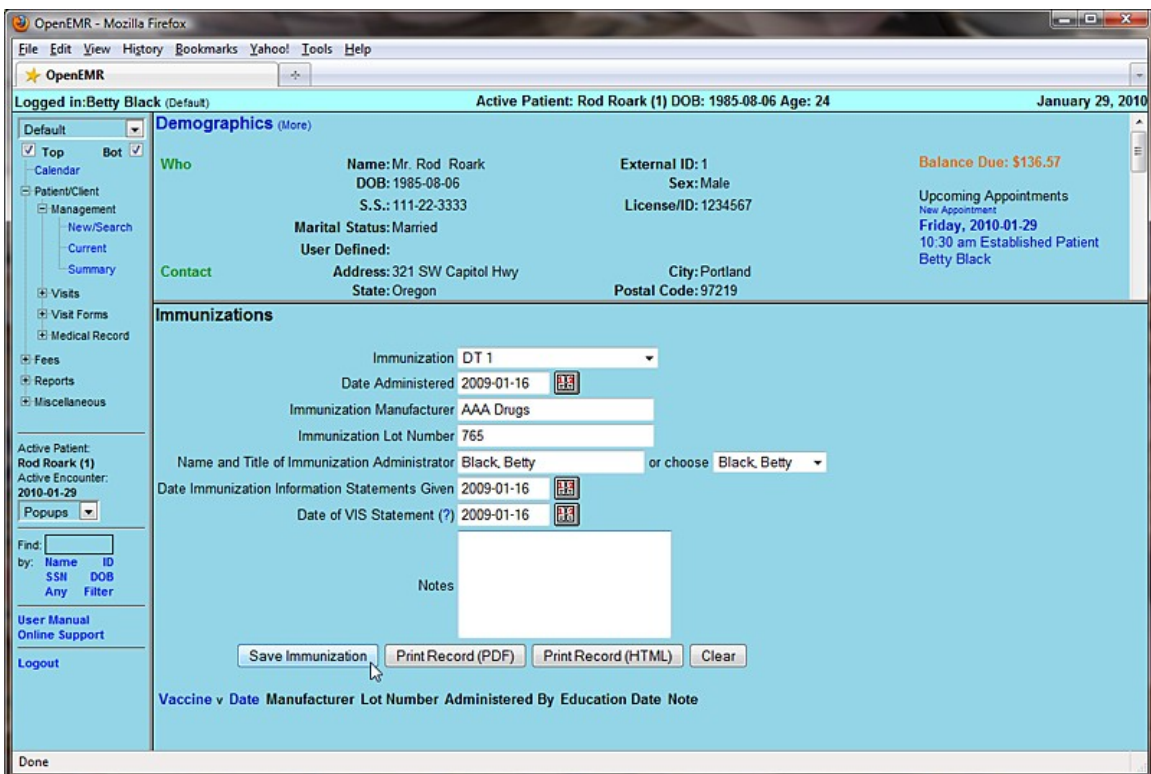 OpenEMR - Mozilla Firefox
File Edit View History Bookmarks Yahoo! Tools Help
OpenEMR
Logged in:Betty Black (Default) Active Patient: Rod Roark (1) DOB: 1985-08-06 Age: 24 January 29, 2010
Default
Top Bot
Calendar
Patient/Client
Management
New/Search
Current
Summary
Visits
Visit Forms
Medical Record
Fees
Reports
Miscellaneous
Active Patient:
Rod Roark (1)
Active Encounter:
2010-01-29
Popups
Find:
by: Name ID
SSN DOB
Any Filter
User Manual
Online Support
Logout
Demographics (More)
Who Name: Mr. Rod Roark External ID: 1
DOB: 1985-08-06 Sex: Male
S.S.: 111-22-3333 License/ID: 1234567
Marital Status: Married
User Defined:
Contact Address: 321 SW Capitol Hwy City: Portland
State: Oregon Postal Code: 97219
Balance Due: $136.57
Upcoming Appointments
New Appointment
Friday, 2010-01-29
10:30 am Established Patient
Betty Black
Immunizations
Immunization DT 1
Date Administered 2009-01-16
Immunization Manufacturer AAA Drugs
Immunization Lot Number 765
Name and Title of Immunization Administrator Black, Betty or choose Black, Betty
Date Immunization Information Statements Given 2009-01-16
Date of VIS Statement (?) 2009-01-16
Notes
Save Immunization Print Record (PDF) Print Record (HTML) Clear
Vaccine v Date Manufacturer Lot Number Administered By Education Date Note
Done